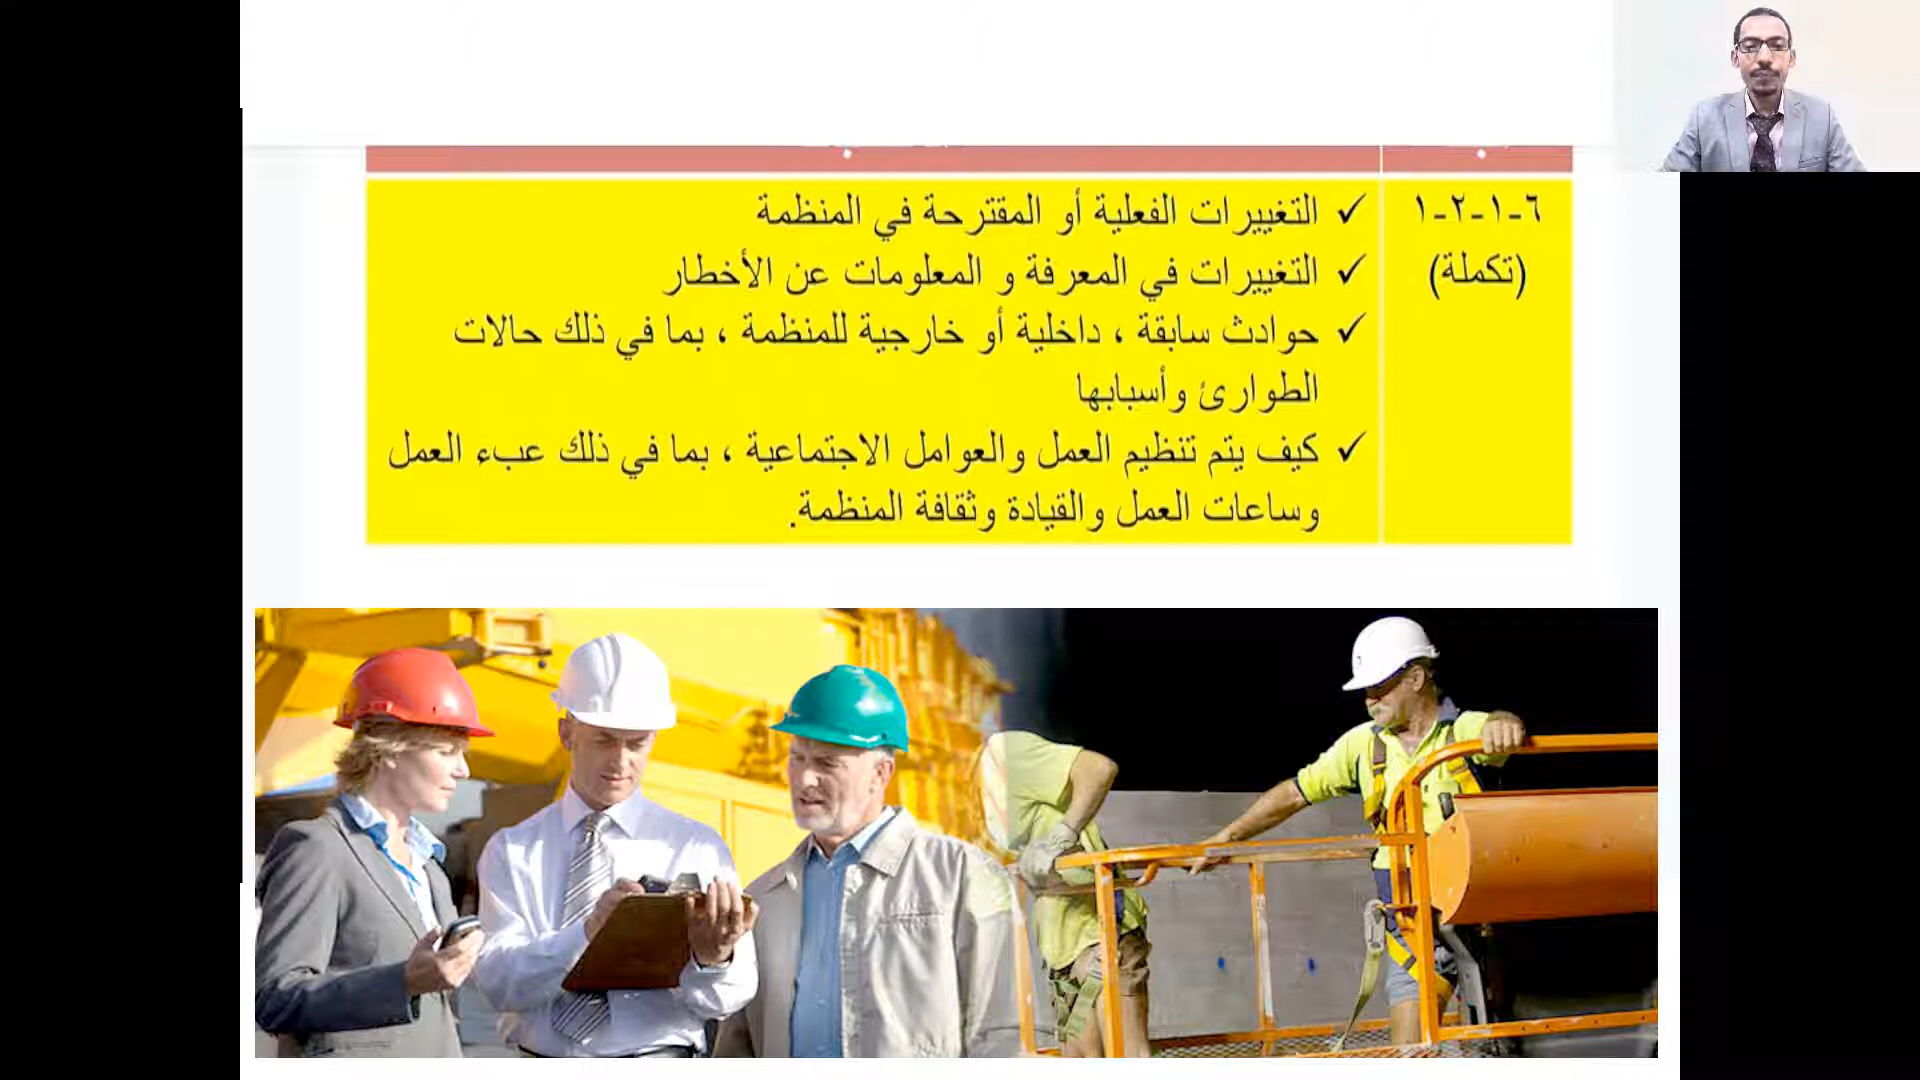 ٦-١-٢-١
(تكملة)
✓ التغييرات الفعلية أو المقترحة في المنظمة
✓ التغييرات في المعرفة و المعلومات عن الأخطار
✓ حوادث سابقة ، داخلية أو خارجية للمنظمة ، بما في ذلك حالات
الطوارئ وأسبابها
✓ كيف يتم تنظيم العمل والعوامل الاجتماعية ، بما في ذلك عبء العمل
وساعات العمل والقيادة وثقافة المنظمة.